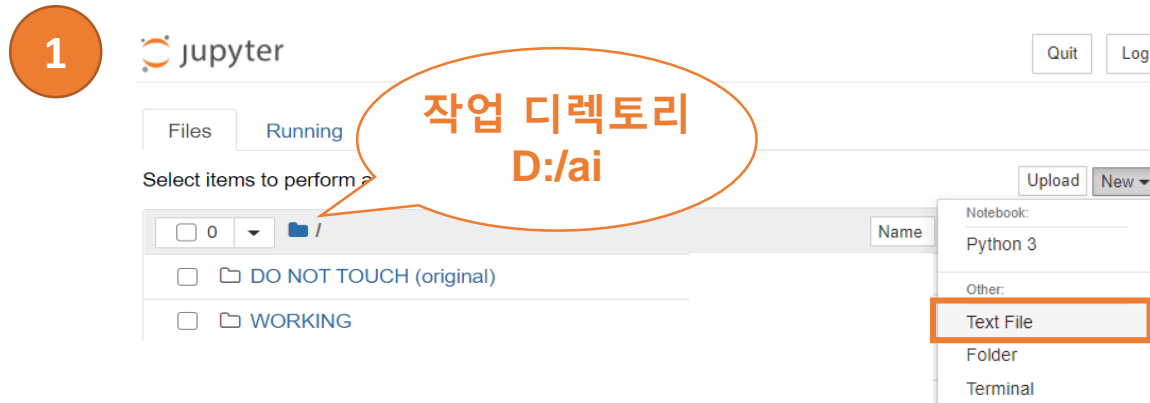 1
jupyter
Quit
Log
작업 디렉토리
D:/ai
Files
Running
Select items to perform a
Upload
New
0
/
Name
Notebook:
Python 3
DO NOT TOUCH (original)
Other:
WORKING
Text File
Folder
Terminal